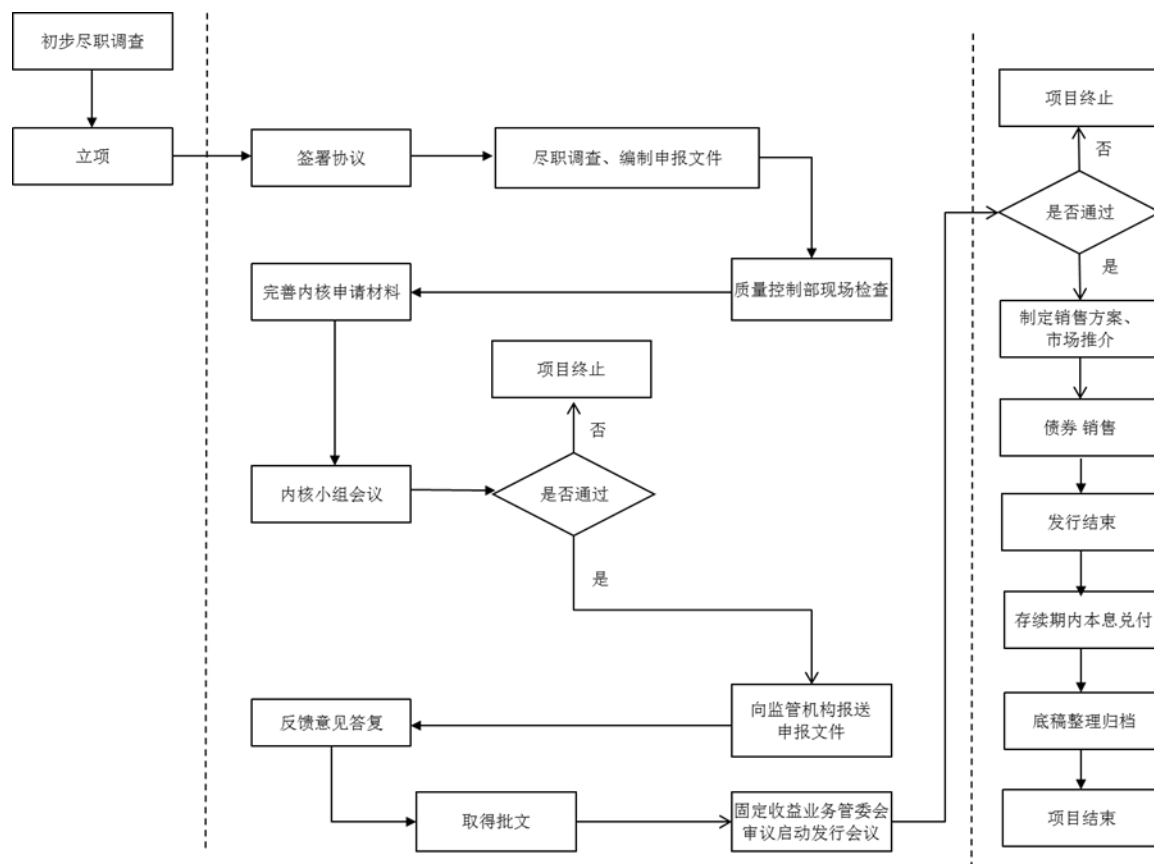 初步尽职调查
立项
签署协议
尽职调查、编制申报文件
质量控制部现场检查
完善内核申请材料
内核小组会议
是否通过
否
项目终止
是
向监管机构报送
申报文件
反馈意见答复
取得批文
固定收益业务管委会
审议启动发行会议
是否通过
否
项目终止
是
制定销售方案、
市场推介
债券 销售
发行结束
存续期内本息兑付
底稿整理归档
项目结束